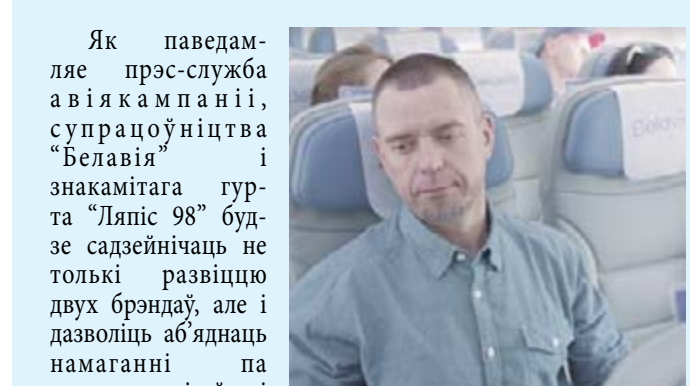 Як паведам-
ляе прэс-служба
авіякампаніі,
супрацоўніцтва
“Белавія” і
знакамітага гур-
та “Ляпіс 98” буд-
зе садзейнічаць не
толькі развіццю
двух брэндаў, але і
дазволіць аб’яднаць
намаганні па